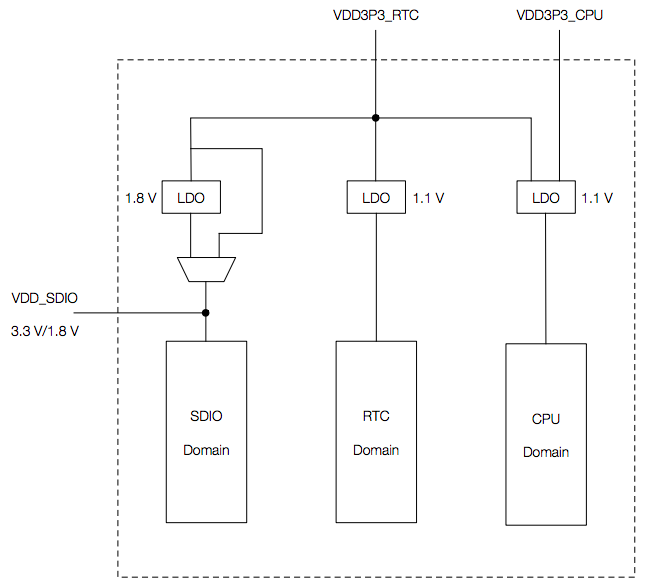 VDD3P3_RTC
VDD3P3_CPU
1.8 V
LDO
LDO
1.1 V
LDO
1.1 V
VDD_SDIO
3.3 V/1.8 V
SDIO
Domain
RTC
Domain
CPU
Domain